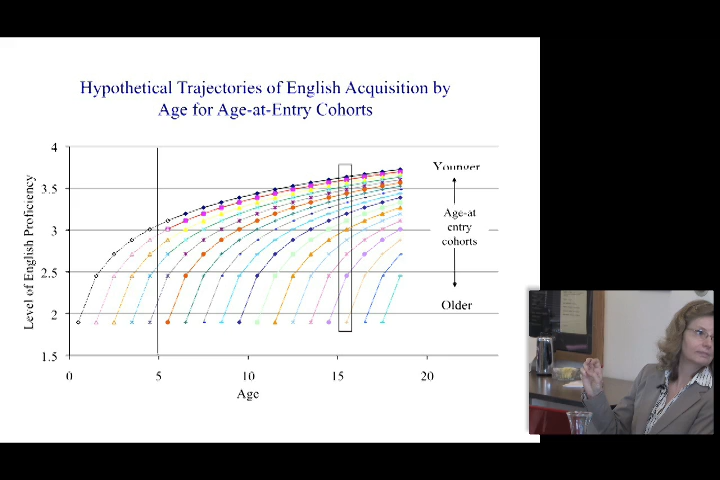 Hypothetical Trajectories of English Acquisition by
Age for Age-at-Entry Cohorts
4
3.5
3
2.5
2
1.5
0
5
10
15
20
Level of English Proficiency
Age
Younger
Age-at
entry
cohorts
Older